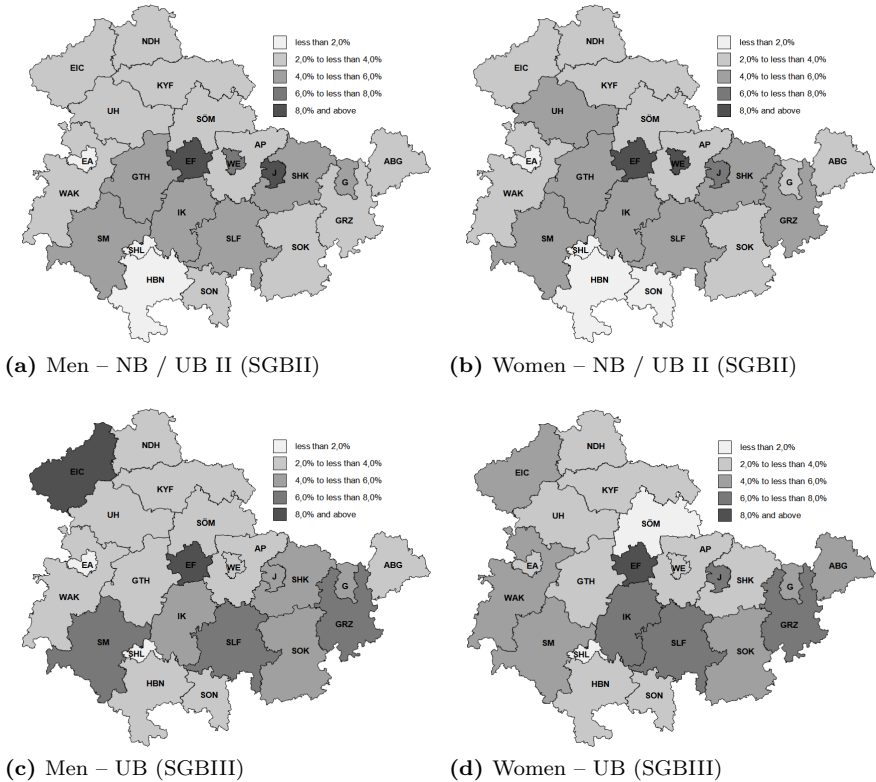 NDH
EIC
KYF
UH
SÖM
AP
EA
EF
WE
J
ABG
GTH
SHK
G
WAK
IK
GRZ
SM
SLF
SOK
SHL
HBN
SON
less than 2,0%
2,0% to less than 4,0%
4,0% to less than 6,0%
6,0% to less than 8,0%
8,0% and above
(a) Men – NB / UB II (SGBII)
NDH
EIC
KYF
UH
SÖM
AP
EA
EF
WE
J
ABG
GTH
SHK
G
WAK
IK
GRZ
SM
SLF
SOK
SHL
HBN
SON
less than 2,0%
2,0% to less than 4,0%
4,0% to less than 6,0%
6,0% to less than 8,0%
8,0% and above
(b) Women – NB / UB II (SGBII)
NDH
EIC
KYF
UH
SÖM
AP
EA
EF
WE
J
ABG
GTH
SHK
G
WAK
IK
GRZ
SM
SLF
SOK
SHL
HBN
SON
less than 2,0%
2,0% to less than 4,0%
4,0% to less than 6,0%
6,0% to less than 8,0%
8,0% and above
(c) Men – UB (SGBIII)
NDH
EIC
KYF
UH
SÖM
AP
EA
EF
WE
J
ABG
GTH
SHK
G
WAK
IK
GRZ
SM
SLF
SOK
SHL
HBN
SON
less than 2,0%
2,0% to less than 4,0%
4,0% to less than 6,0%
6,0% to less than 8,0%
8,0% and above
(d) Women – UB (SGBIII)